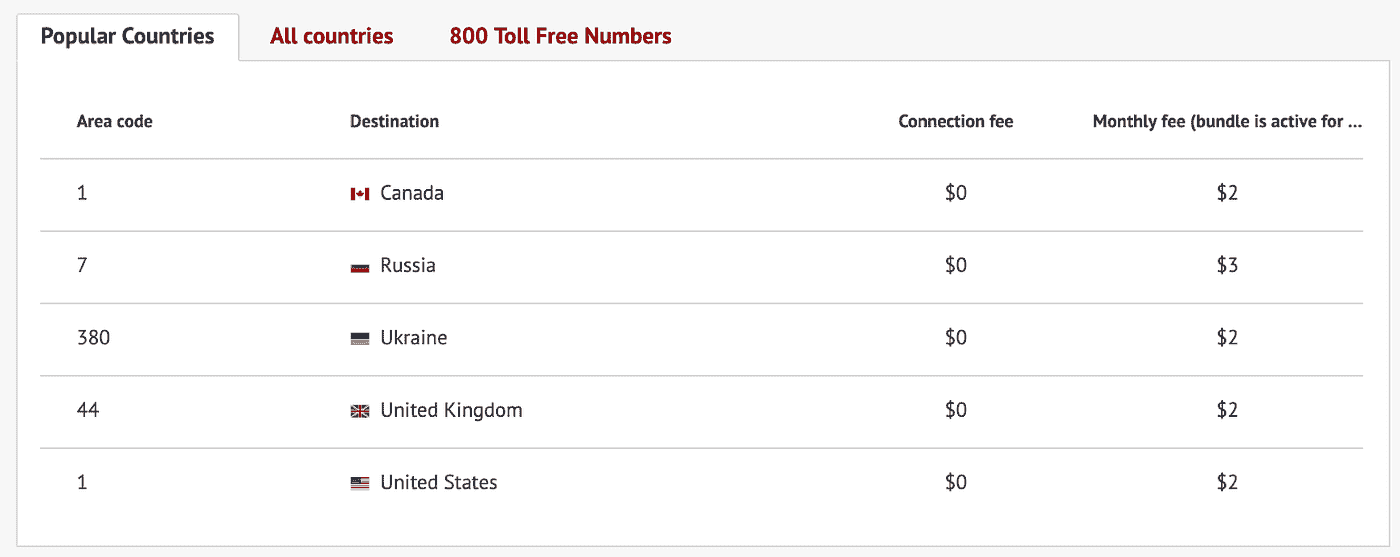 Popular Countries All countries 800 Toll Free Numbers
Area code Destination Connection fee Monthly fee (bundle is active for ...
1 Canada $0 $2
7 Russia $0 $3
380 Ukraine $0 $2
44 United Kingdom $0 $2
1 United States $0 $2